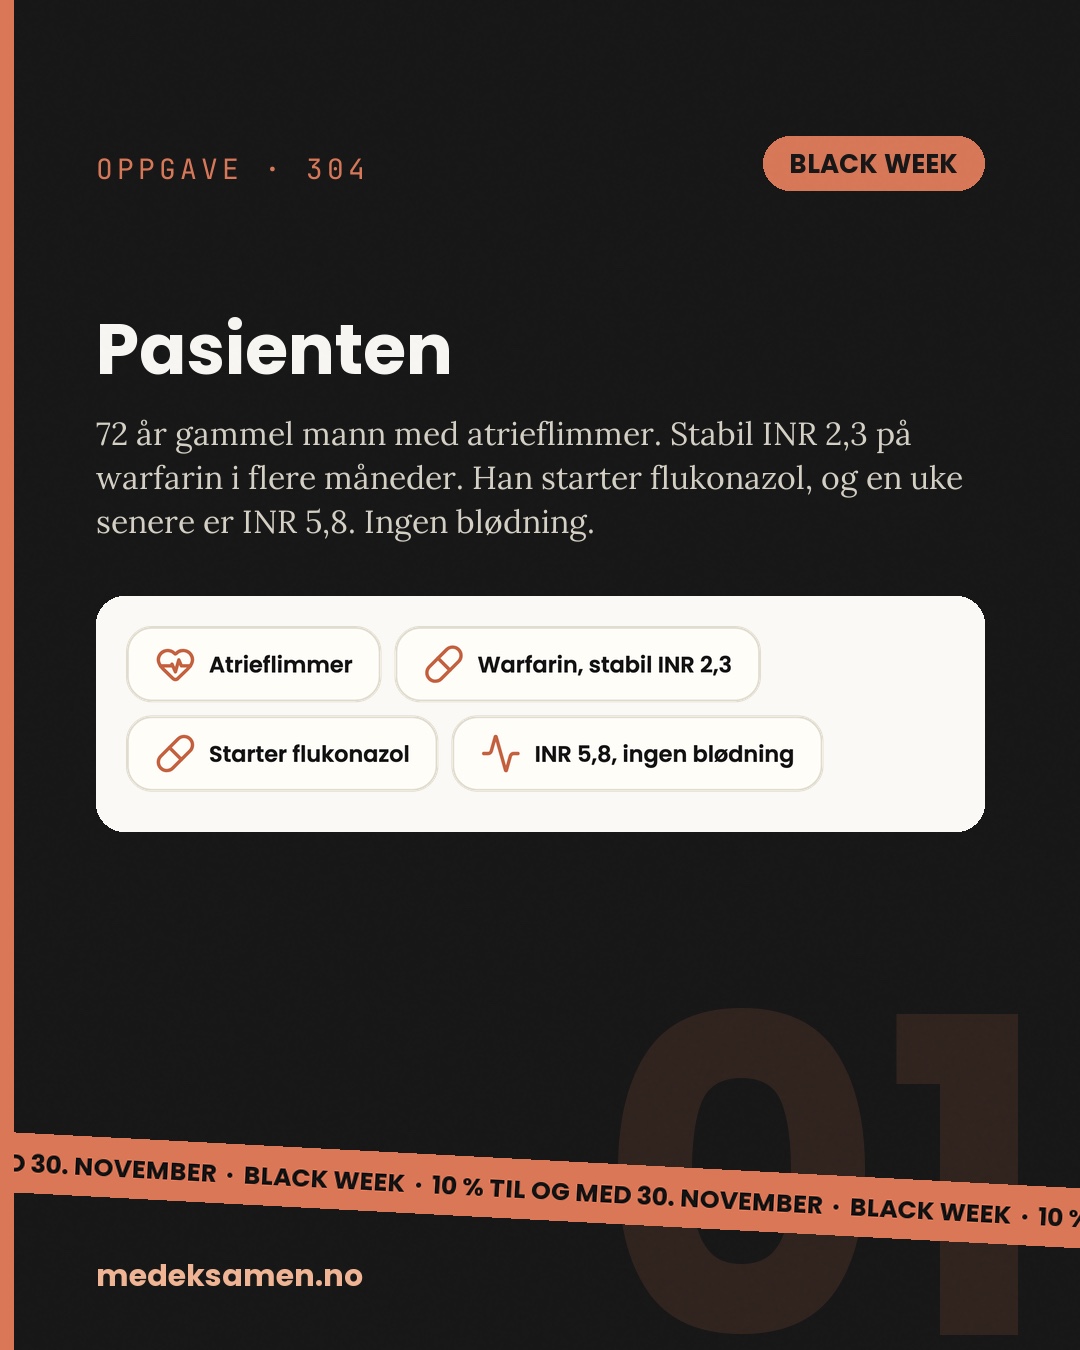 OPPGAVE · 304
BLACK WEEK
Pasienten
72 år gammel mann med atrieflimmer. Stabil INR 2,3 på
warfarin i flere måneder. Han starter flukonazol, og en uke
senere er INR 5,8. Ingen blødning.
Atrieflimmer
Warfarin, stabil INR 2,3
Starter flukonazol
INR 5,8, ingen blødning
01
30. NOVEMBER · BLACK WEEK · 10 % TIL OG MED 30. NOVEMBER · BLACK WEEK · 10 %
medeksamen.no